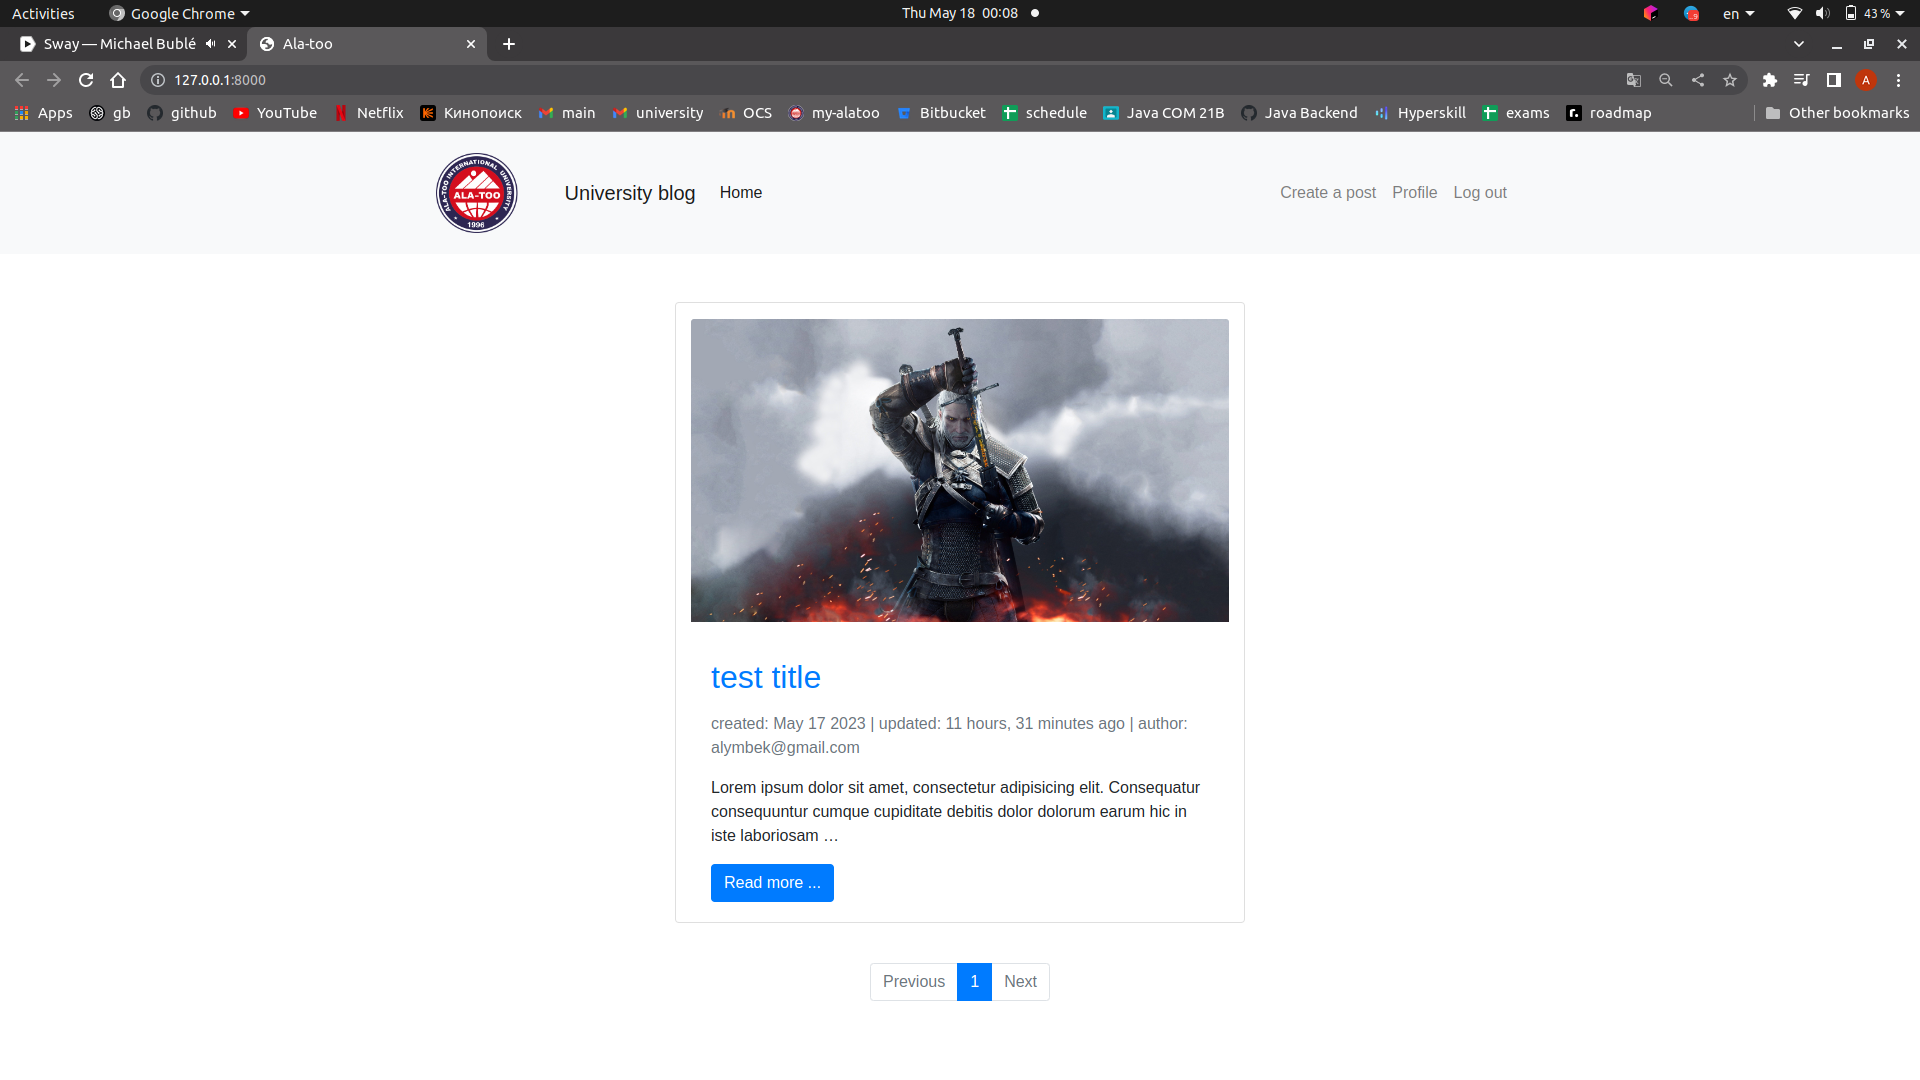 Activities Google Chrome Thu May 18 00:08 en 43 %
Sway — Michael Bublé Ala-too
127.0.0.1:8000 A
Apps gb github YouTube Netflix Кинопоиск main university OCS my-alatoo Bitbucket schedule Java COM 21B Java Backend Hyperskill exams roadmap Other bookmarks
ALA-TOO INTERNATIONAL UNIVERSITY
ALA-TOO
1996
University blog Home Create a post Profile Log out
test title
created: May 17 2023 | updated: 11 hours, 31 minutes ago | author:
alymbek@gmail.com
Lorem ipsum dolor sit amet, consectetur adipisicing elit. Consequatur
consequuntur cumque cupiditate debitis dolor dolorum earum hic in
iste laboriosam …
Read more ...
Previous 1 Next